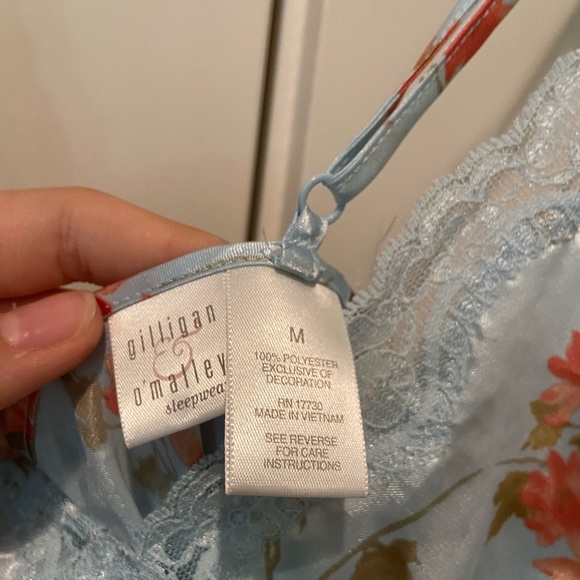 gilligan
&
o'malley
sleepwear
M
100% POLYESTER
EXCLUSIVE OF
DECORATION
RN 17730
MADE IN VIETNAM
SEE REVERSE
FOR CARE
INSTRUCTIONS